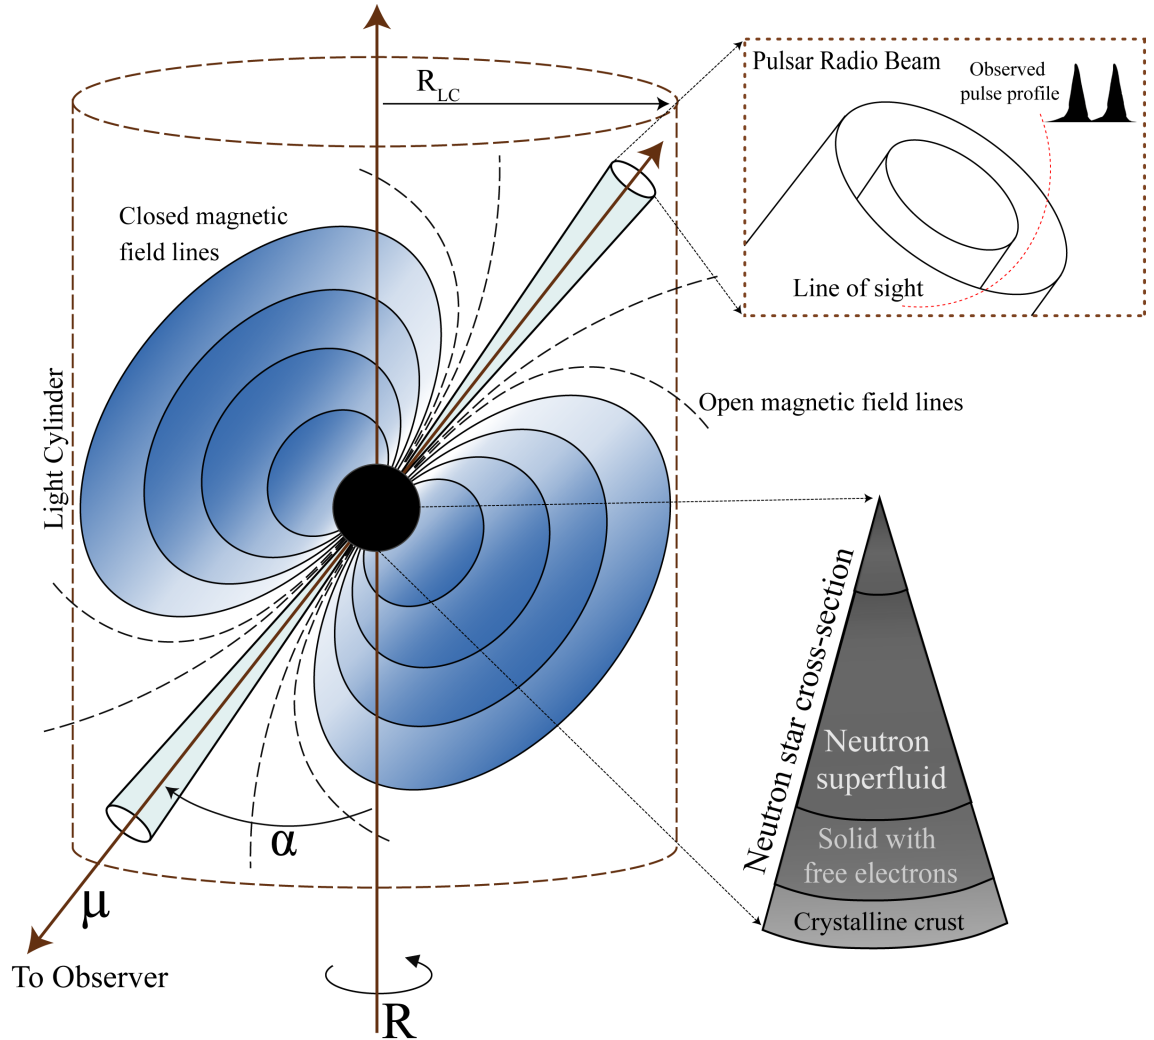 R_LC
Pulsar Radio Beam
Observed
pulse profile
Line of sight
Closed magnetic
field lines
Light Cylinder
Open magnetic field lines
Neutron star cross-section
Neutron
superfluid
Solid with
free electrons
Crystalline crust
α
μ
To Observer
R